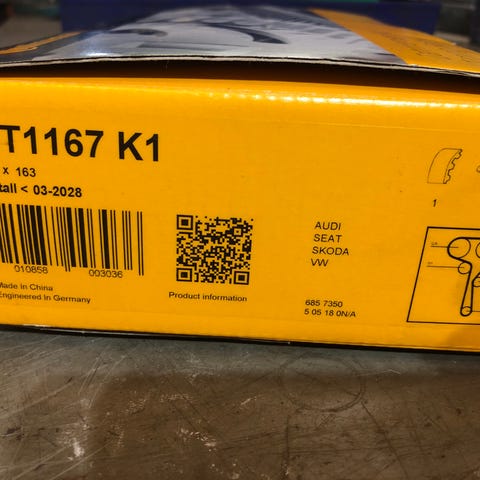 T1167 K1
x 163
tall < 03-2028
010858 003036
Made in China
Engineered in Germany
Product information
AUDI
SEAT
SKODA
VW
685 7350
5 05 18 0N/A
1